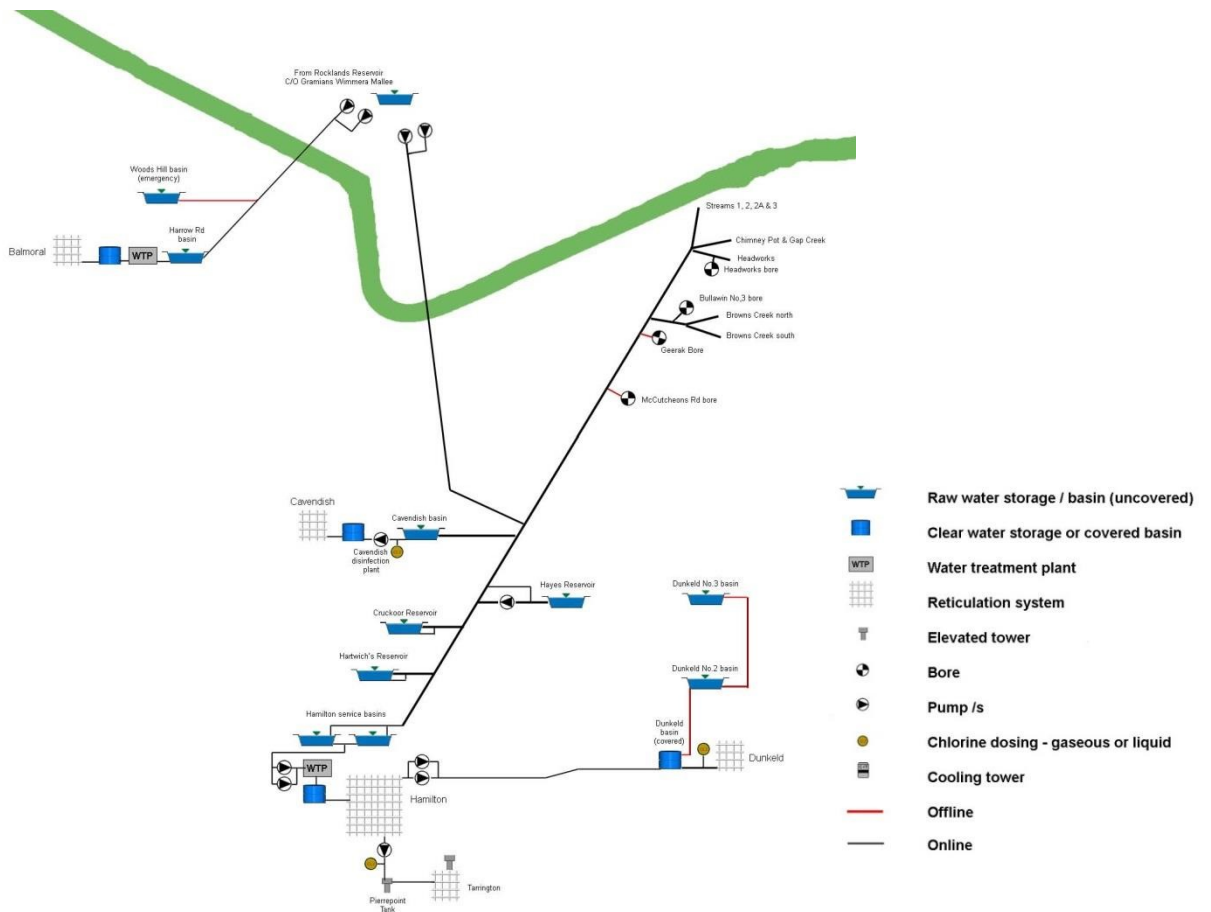 From Rocklands Reservoir
C/O Gramians Wimmera Mallee
Woods Hill basin
(emergency)
Harrow Rd
basin
Balmoral
WTP
Streams 1, 2, 2A & 3
Chimney Pot & Gap Creek
Headworks
Headworks bore
Bullawin No,3 bore
Browns Creek north
Browns Creek south
Geerak Bore
McCutcheons Rd bore
Cavendish
Cavendish basin
Cavendish
disinfection
plant
Hayes Reservoir
Cruckoor Reservoir
Hartwich's Reservoir
Hamilton service basins
WTP
Hamilton
Dunkeld No.3 basin
Dunkeld No.2 basin
Dunkeld
basin
(covered)
Dunkeld
Pierrepoint
Tank
Tarrington
Raw water storage / basin (uncovered)
Clear water storage or covered basin
WTP
Water treatment plant
Reticulation system
Elevated tower
Bore
Pump /s
Chlorine dosing - gaseous or liquid
Cooling tower
Offline
Online